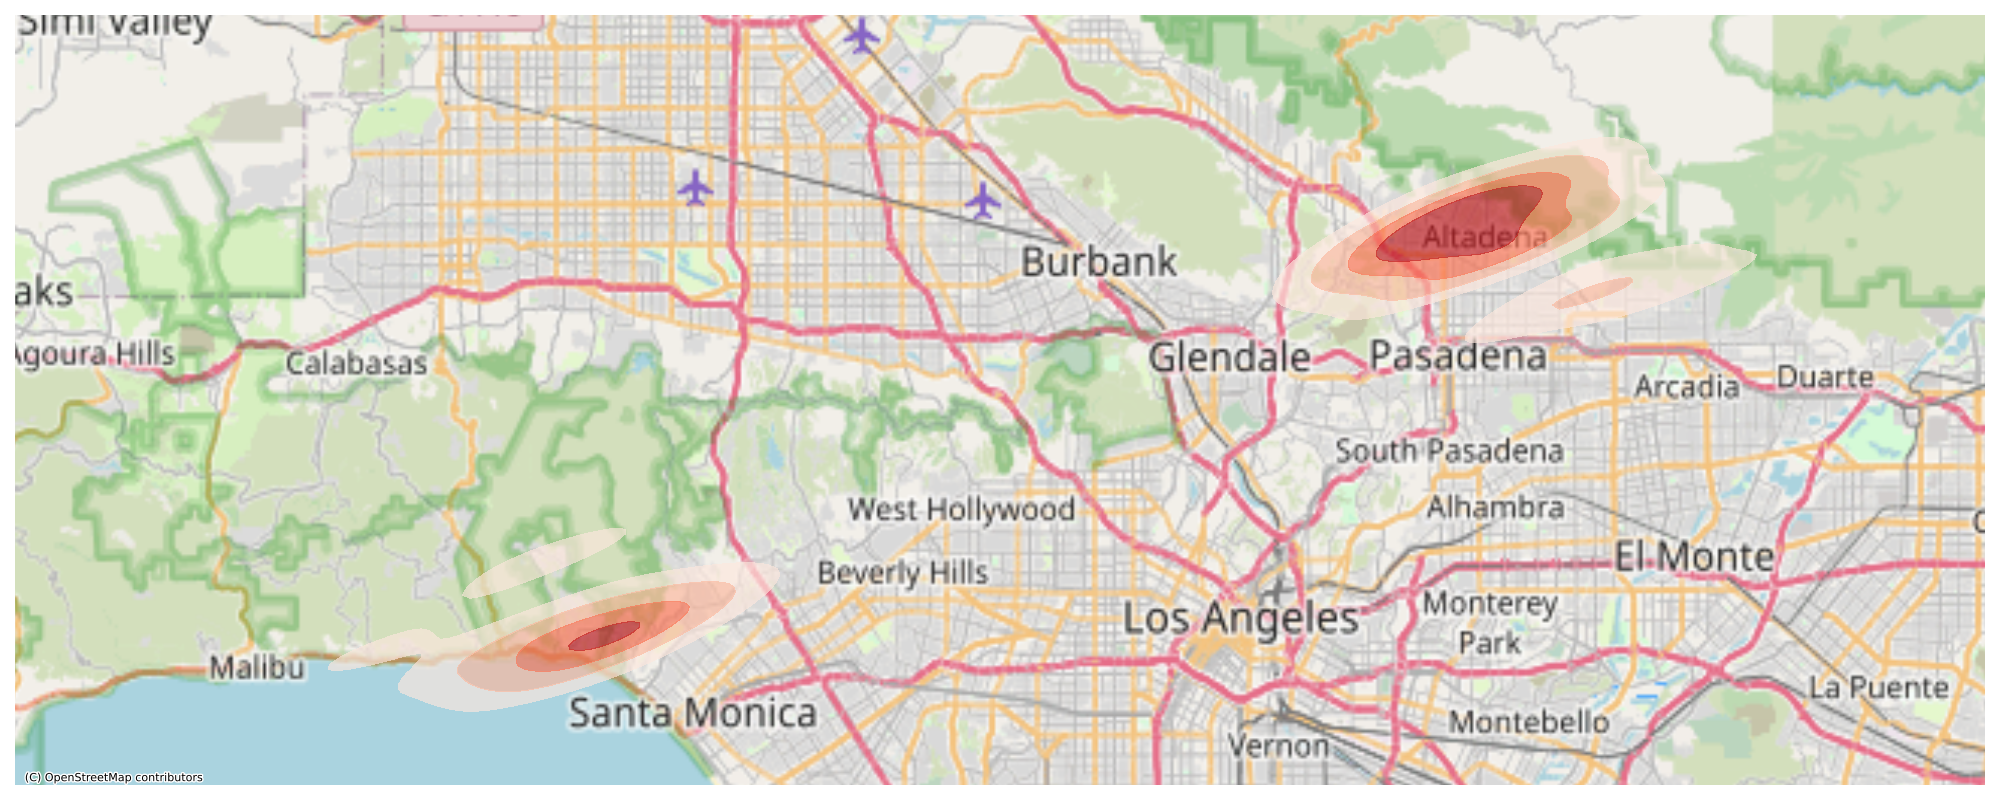 Simi Valley
Burbank
Altadena
aks
Agoura Hills
Calabasas
Glendale
Pasadena
Arcadia
Duarte
South Pasadena
West Hollywood
Alhambra
El Monte
Beverly Hills
Los Angeles
Monterey
Park
Malibu
Santa Monica
La Puente
Montebello
Vernon
(C) OpenStreetMap contributors